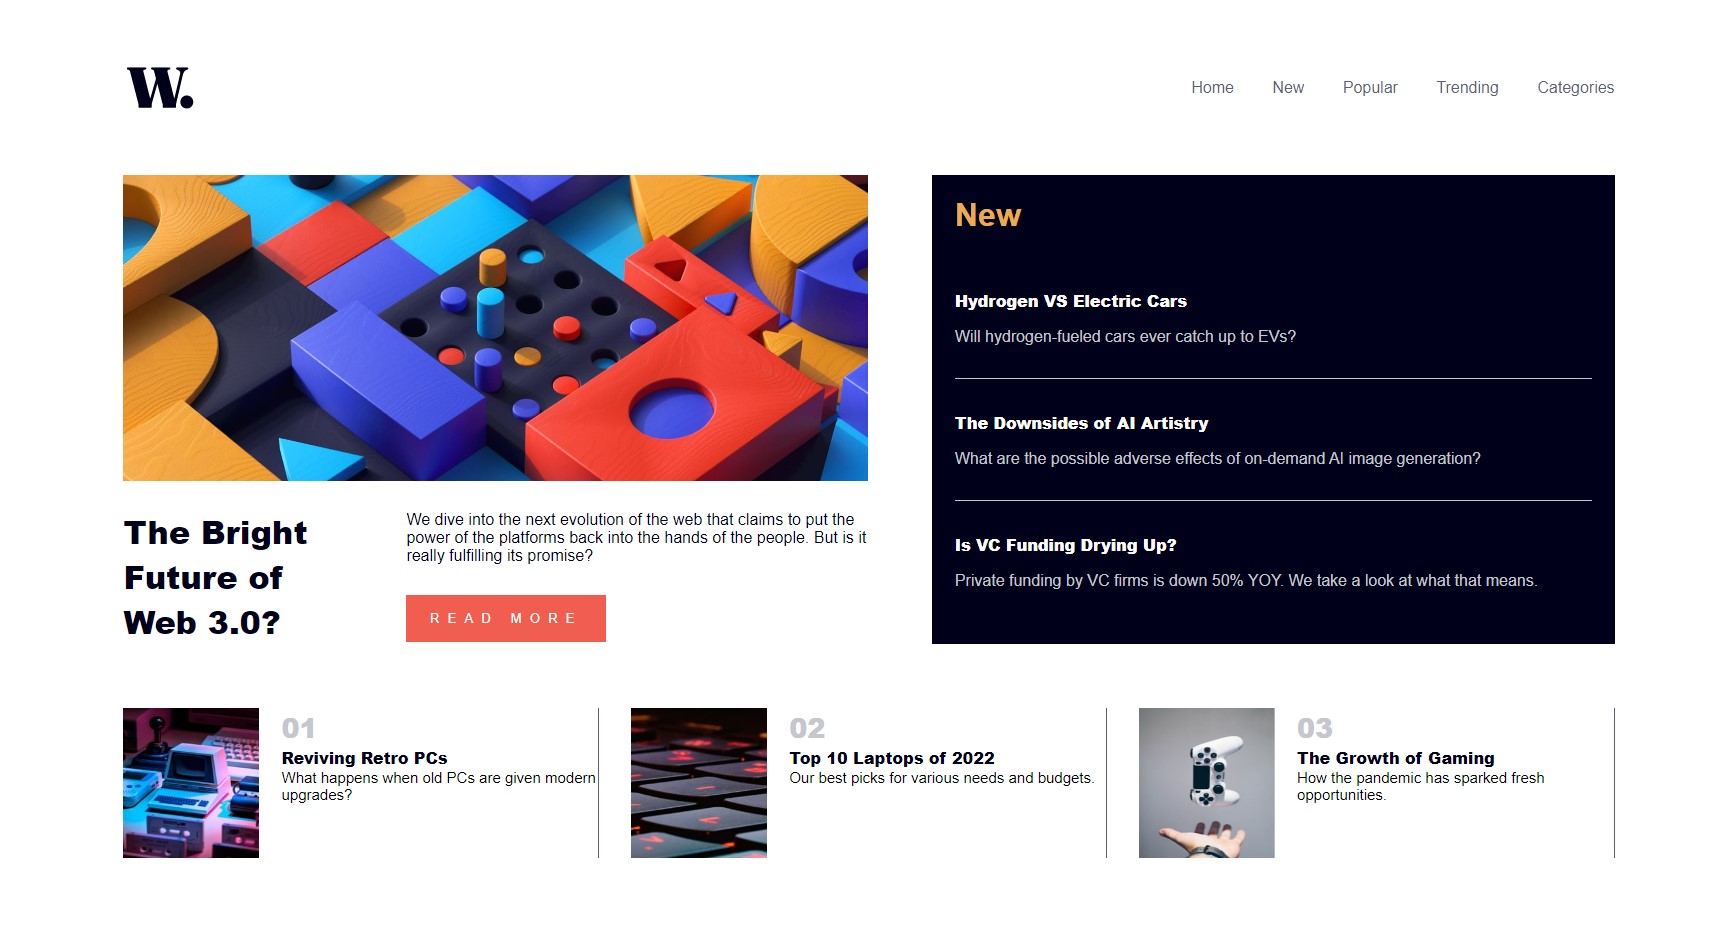 W.
Home New Popular Trending Categories
New
Hydrogen VS Electric Cars
Will hydrogen-fueled cars ever catch up to EVs?
The Downsides of AI Artistry
What are the possible adverse effects of on-demand AI image generation?
Is VC Funding Drying Up?
Private funding by VC firms is down 50% YOY. We take a look at what that means.
The Bright
Future of
Web 3.0?
We dive into the next evolution of the web that claims to put the
power of the platforms back into the hands of the people. But is it
really fulfilling its promise?
READ MORE
01
Reviving Retro PCs
What happens when old PCs are given modern
upgrades?
02
Top 10 Laptops of 2022
Our best picks for various needs and budgets.
03
The Growth of Gaming
How the pandemic has sparked fresh
opportunities.